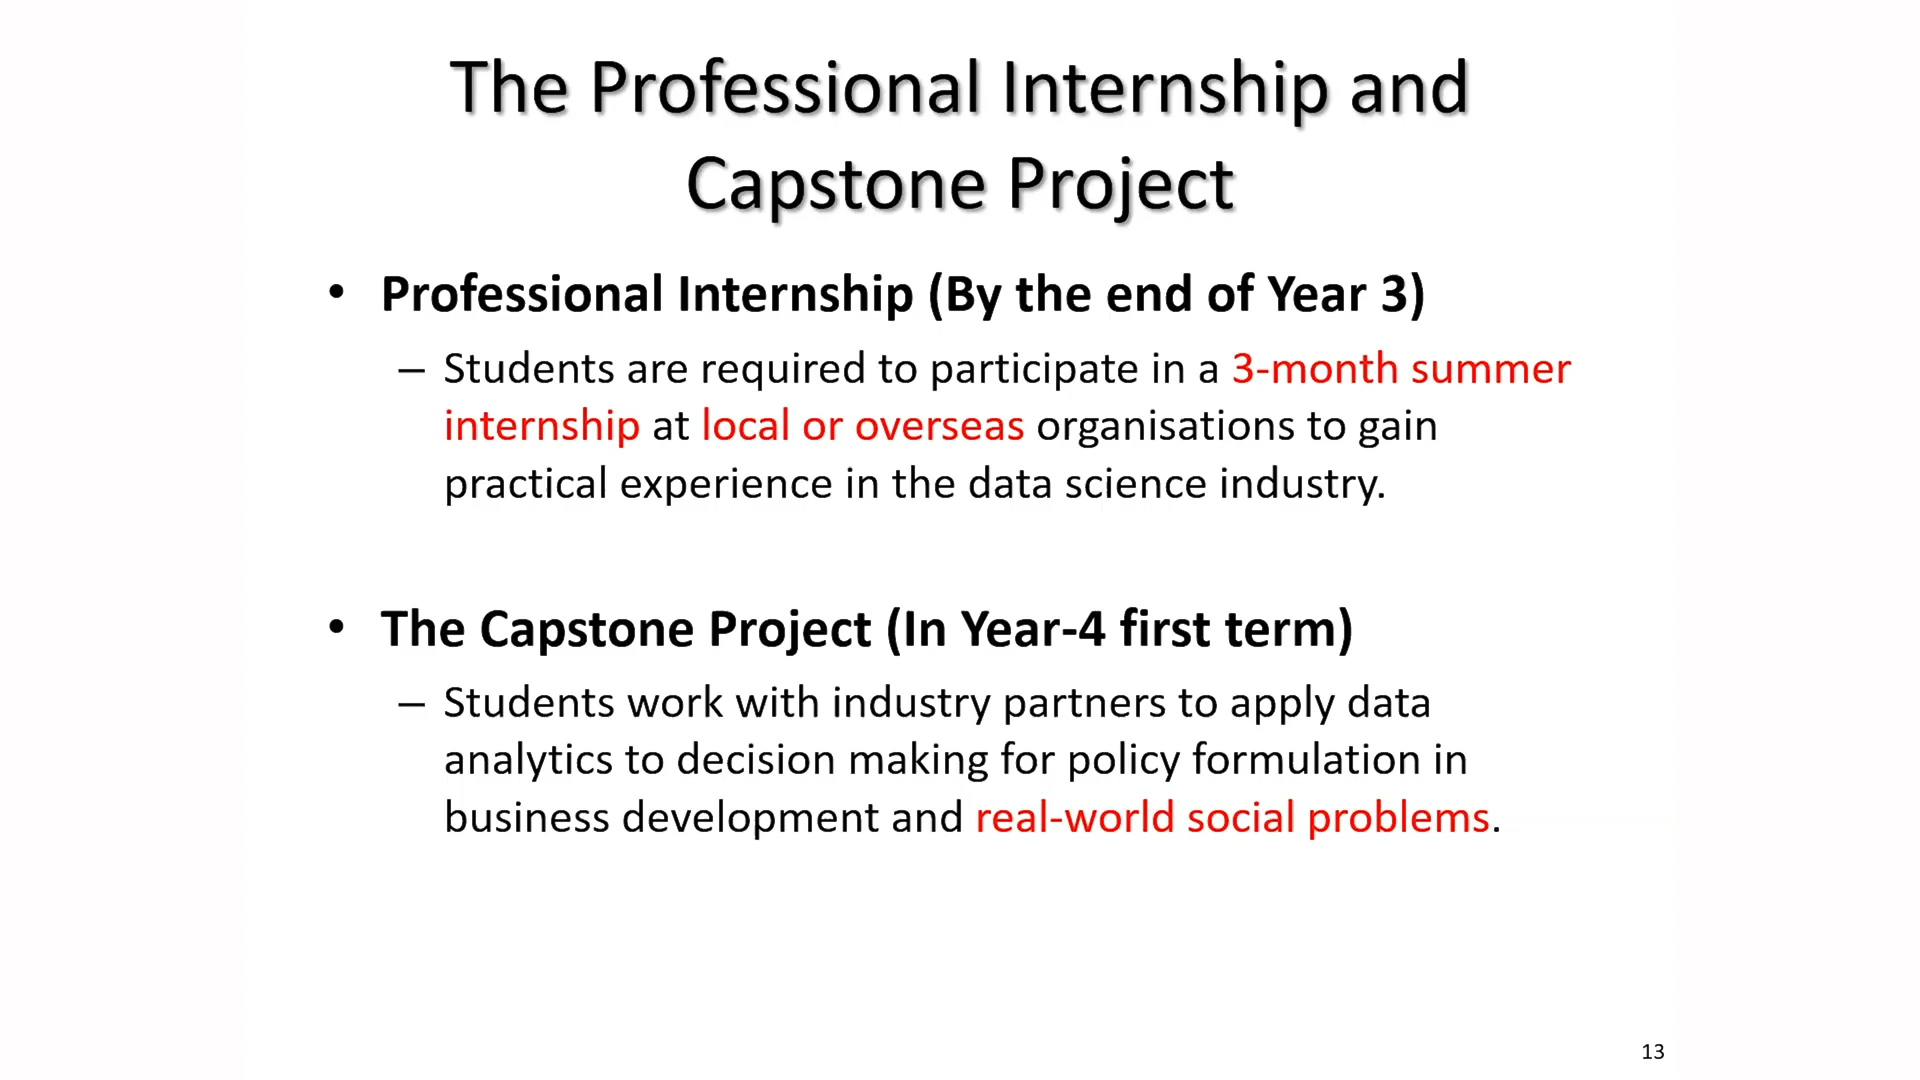 The Professional Internship and
Capstone Project
• Professional Internship (By the end of Year 3)
– Students are required to participate in a 3-month summer
internship at local or overseas organisations to gain
practical experience in the data science industry.
• The Capstone Project (In Year-4 first term)
– Students work with industry partners to apply data
analytics to decision making for policy formulation in
business development and real-world social problems.
13